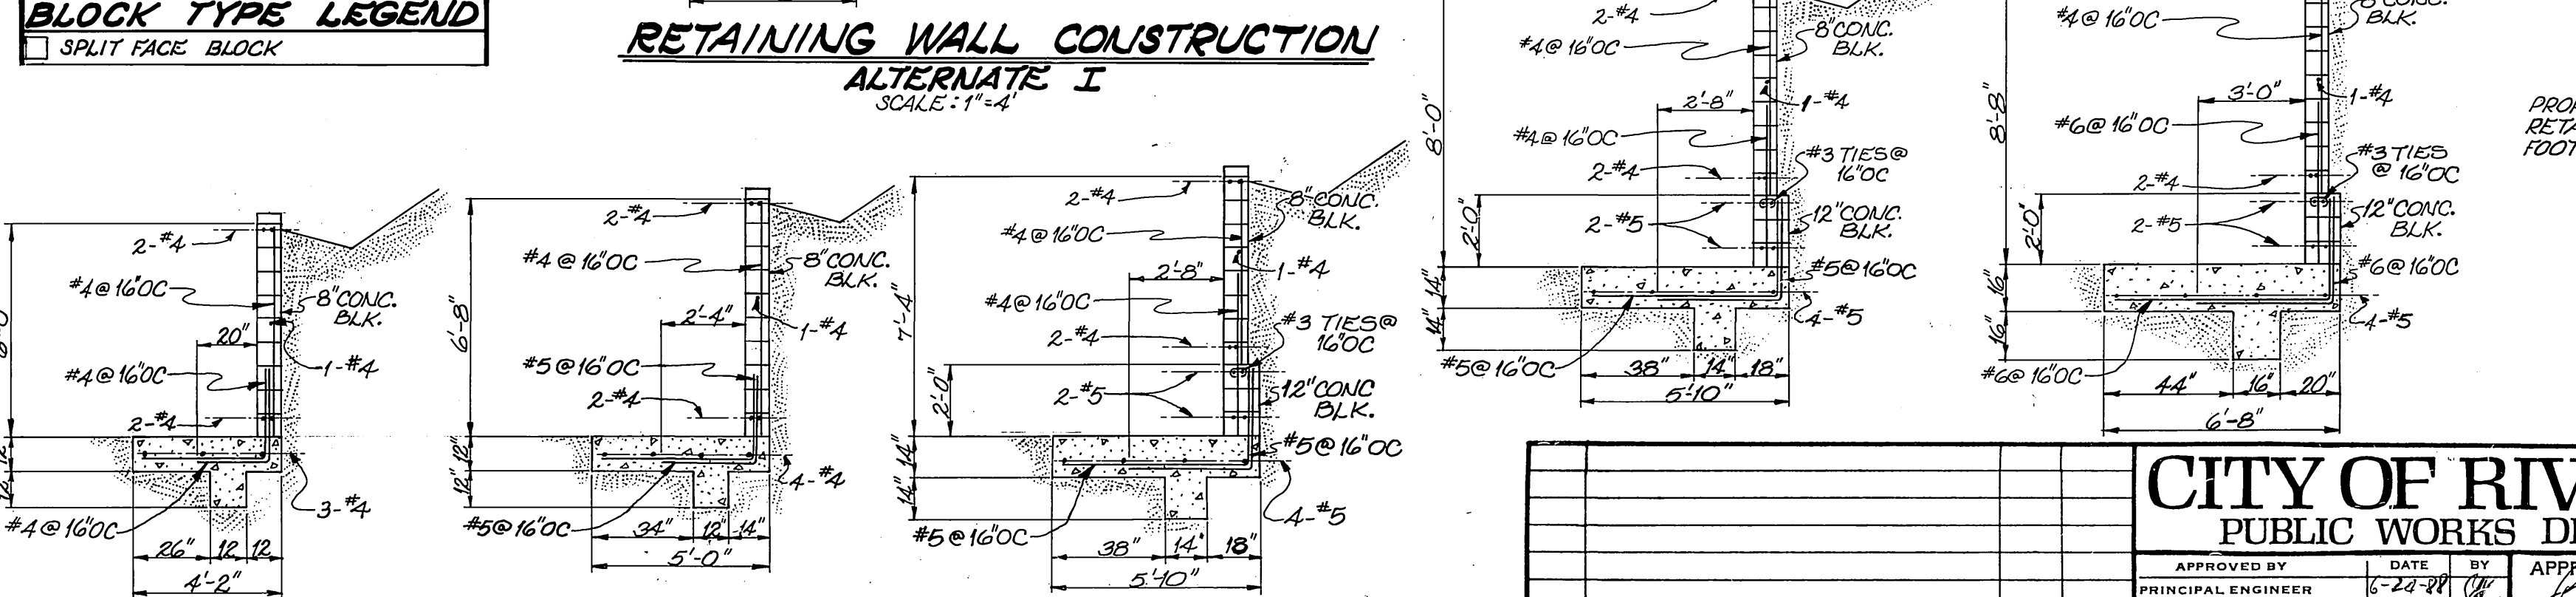 BLOCK TYPE LEGEND
SPLIT FACE BLOCK
RETAINING WALL CONSTRUCTION
ALTERNATE I
SCALE: 1"=4'
2-#4
#4@16"OC
8"CONC.
BLK.
20"
1-#4
#4@16"OC
2-#4
12"
12"
3-#4
#4@16"OC
26"
12
12
4'-2"
6'-8"
2-#4
#4@16"OC
8"CONC.
BLK.
2'-4"
1-#4
#5@16"OC
2-#4
12"
12"
4-#4
#5@16"OC
34"
12"
14"
5'-0"
7'-4"
2-#4
8"CONC.
BLK.
#4@16"OC
2'-8"
1-#4
#4@16"OC
#3 TIES@
16"OC
2-#4
2'-0"
2-#5
12"CONC
BLK.
#5@16"OC
14"
14"
4-#5
#5@16"OC
38"
14"
18"
5'-10"
2-#4
8"CONC.
BLK.
#4@16"OC
8'-0"
2'-8"
1-#4
#4@16"OC
#3 TIES@
16"OC
2-#4
2'-0"
2-#5
12"CONC.
BLK.
#5@16"OC
14"
14"
4-#5
#5@16"OC
38"
14"
18"
5'-10"
#4@16"OC
BLK.
8'-8"
3'-0"
1-#4
#6@16"OC
#3 TIES
@ 16"OC
2-#4
2'-0"
2-#5
12"CONC.
BLK.
#6@16"OC
16"
16"
4-#5
#6@16"OC
44"
16"
20"
6'-8"
CITY OF RIV
PUBLIC WORKS D
APPROVED BY
DATE
BY
PRINCIPAL ENGINEER
6-24-88